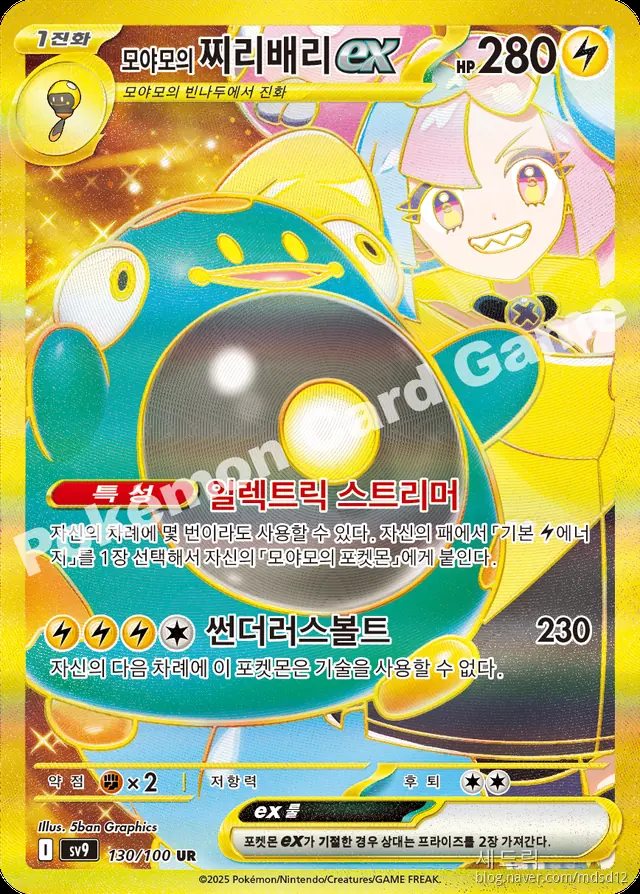 1진화
모야모의 찌리배리 ex HP 280
모야모의 빈나두에서 진화
Pokémon Card Game
특성 일렉트릭 스트리머
자신의 차례에 몇 번이라도 사용할 수 있다. 자신의 패에서 「기본 에너
지」를 1장 선택해서 자신의 「모야모의 포켓몬」에게 붙인다.
썬더러스볼트 230
자신의 다음 차례에 이 포켓몬은 기술을 사용할 수 없다.
약점 ×2 저항력 후퇴
ex 룰
포켓몬 ex가 기절한 경우 상대는 프라이즈를 2장 가져간다.
Illus. 5ban Graphics
I sv9 130/100 UR
©2025 Pokémon/Nintendo/Creatures/GAME FREAK.
blog.naver.com/mdsd12